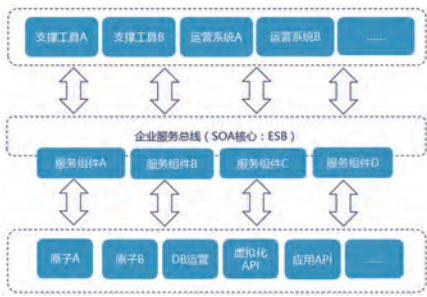 支撑工具A 支撑工具B 运营系统A 运营系统B ......
企业服务总线（SOA核心：ESB）
服务组件A 服务组件B 服务组件C 服务组件D
原子A 原子B DB运营 虚拟化API 应用API ......